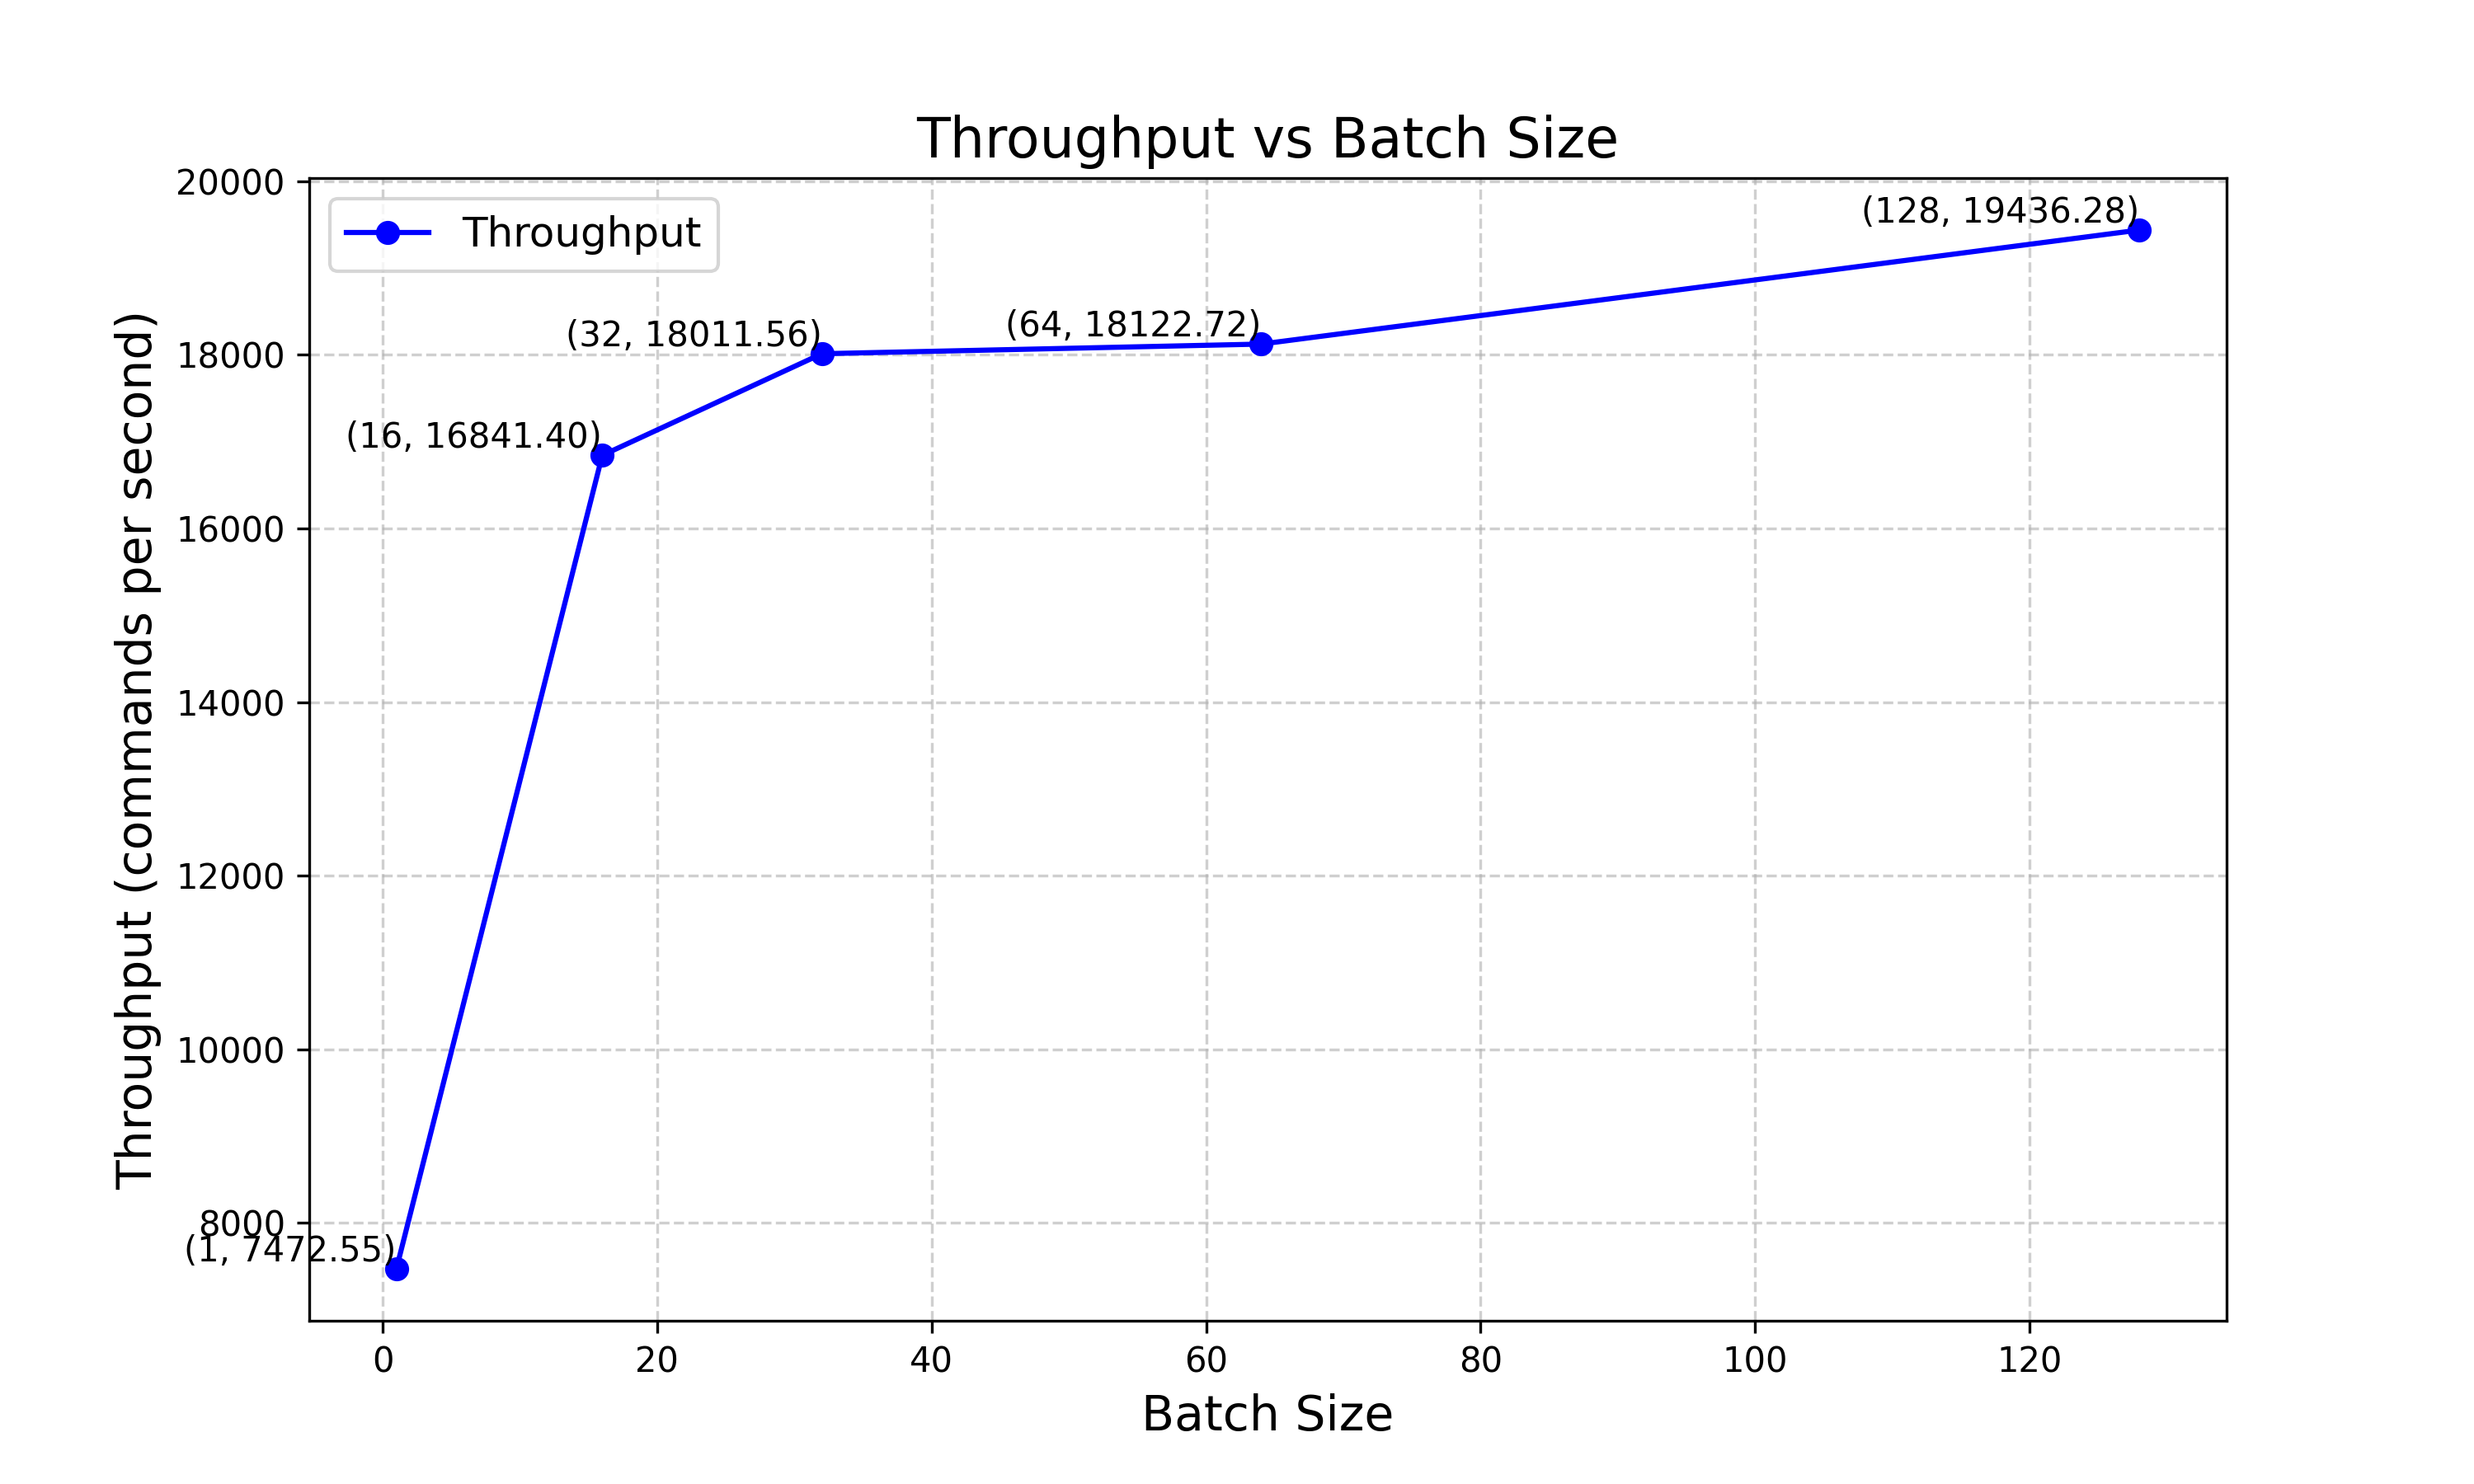 Throughput vs Batch Size
20000
Throughput
(128, 19436.28)
(32, 18011.56)
(64, 18122.72)
18000
(16, 16841.40)
16000
14000
12000
10000
8000
(1, 7472.55)
Throughput (commands per second)
0 20 40 60 80 100 120
Batch Size